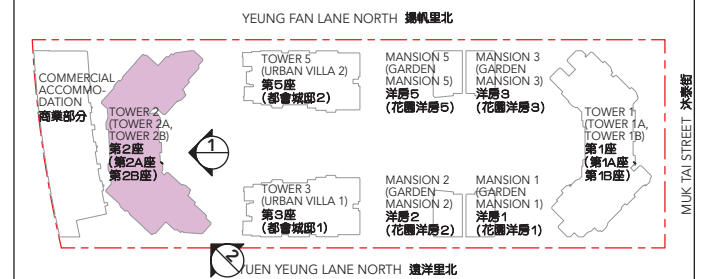 YEUNG FAN LANE NORTH 揚帆里北
COMMERCIAL
ACCOMMO-
DATION
商業部分
TOWER 2
(TOWER 2A,
TOWER 2B)
第2座
(第2A座、
第2B座)
1
TOWER 5
(URBAN VILLA 2)
第5座
(都會城邸2)
MANSION 5
(GARDEN
MANSION 5)
洋房5
(花園洋房5)
MANSION 3
(GARDEN
MANSION 3)
洋房3
(花園洋房3)
TOWER 1
(TOWER 1A,
TOWER 1B)
第1座
(第1A座、
第1B座)
TOWER 3
(URBAN VILLA 1)
第3座
(都會城邸1)
MANSION 2
(GARDEN
MANSION 2)
洋房2
(花園洋房2)
MANSION 1
(GARDEN
MANSION 1)
洋房1
(花園洋房1)
MUK TAI STREET 沐泰街
2
YUEN YEUNG LANE NORTH 遠洋里北